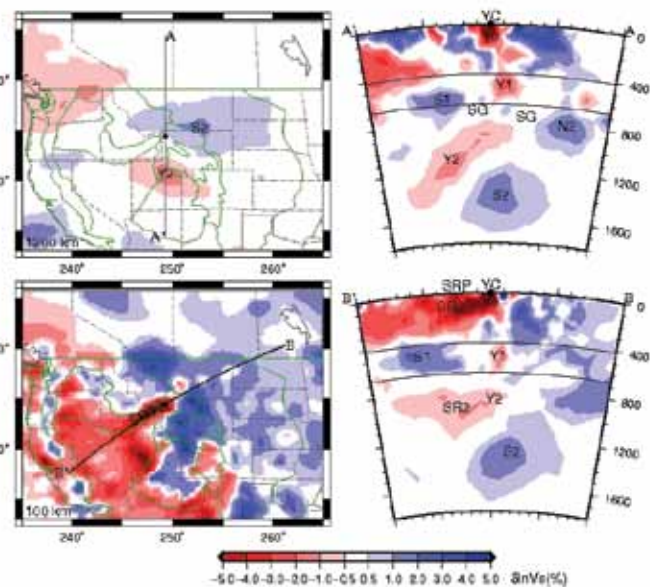 A
S2
Y2
A'
1200 km
240° 250° 260°
A' YC A
0
400
800
1200
1600
Y1
S1
SG SG
N2
Y2
S2
B
B'
100 km
240° 250° 260°
SRP
B' YC B
0
400
800
1200
1600
S1 Y1
SR2 Y2
S2
-5.0 -4.0 -3.0 -2.0 -1.0 -0.5 0.5 1.0 2.0 3.0 4.0 5.0